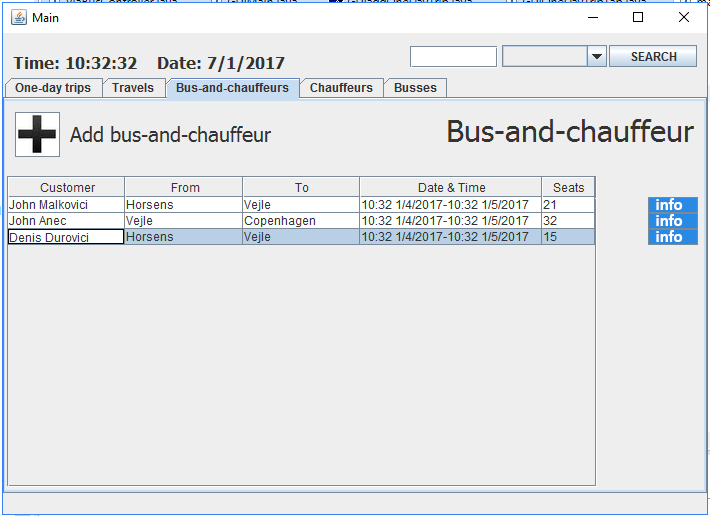 Main
Time: 10:32:32 Date: 7/1/2017 SEARCH
One-day trips Travels Bus-and-chauffeurs Chauffeurs Busses
Add bus-and-chauffeur Bus-and-chauffeur
Customer From To Date & Time Seats
John Malkovici Horsens Vejle 10:32 1/4/2017-10:32 1/5/2017 21 info
John Anec Vejle Copenhagen 10:32 1/4/2017-10:32 1/5/2017 32 info
Denis Durovici Horsens Vejle 10:32 1/4/2017-10:32 1/5/2017 15 info